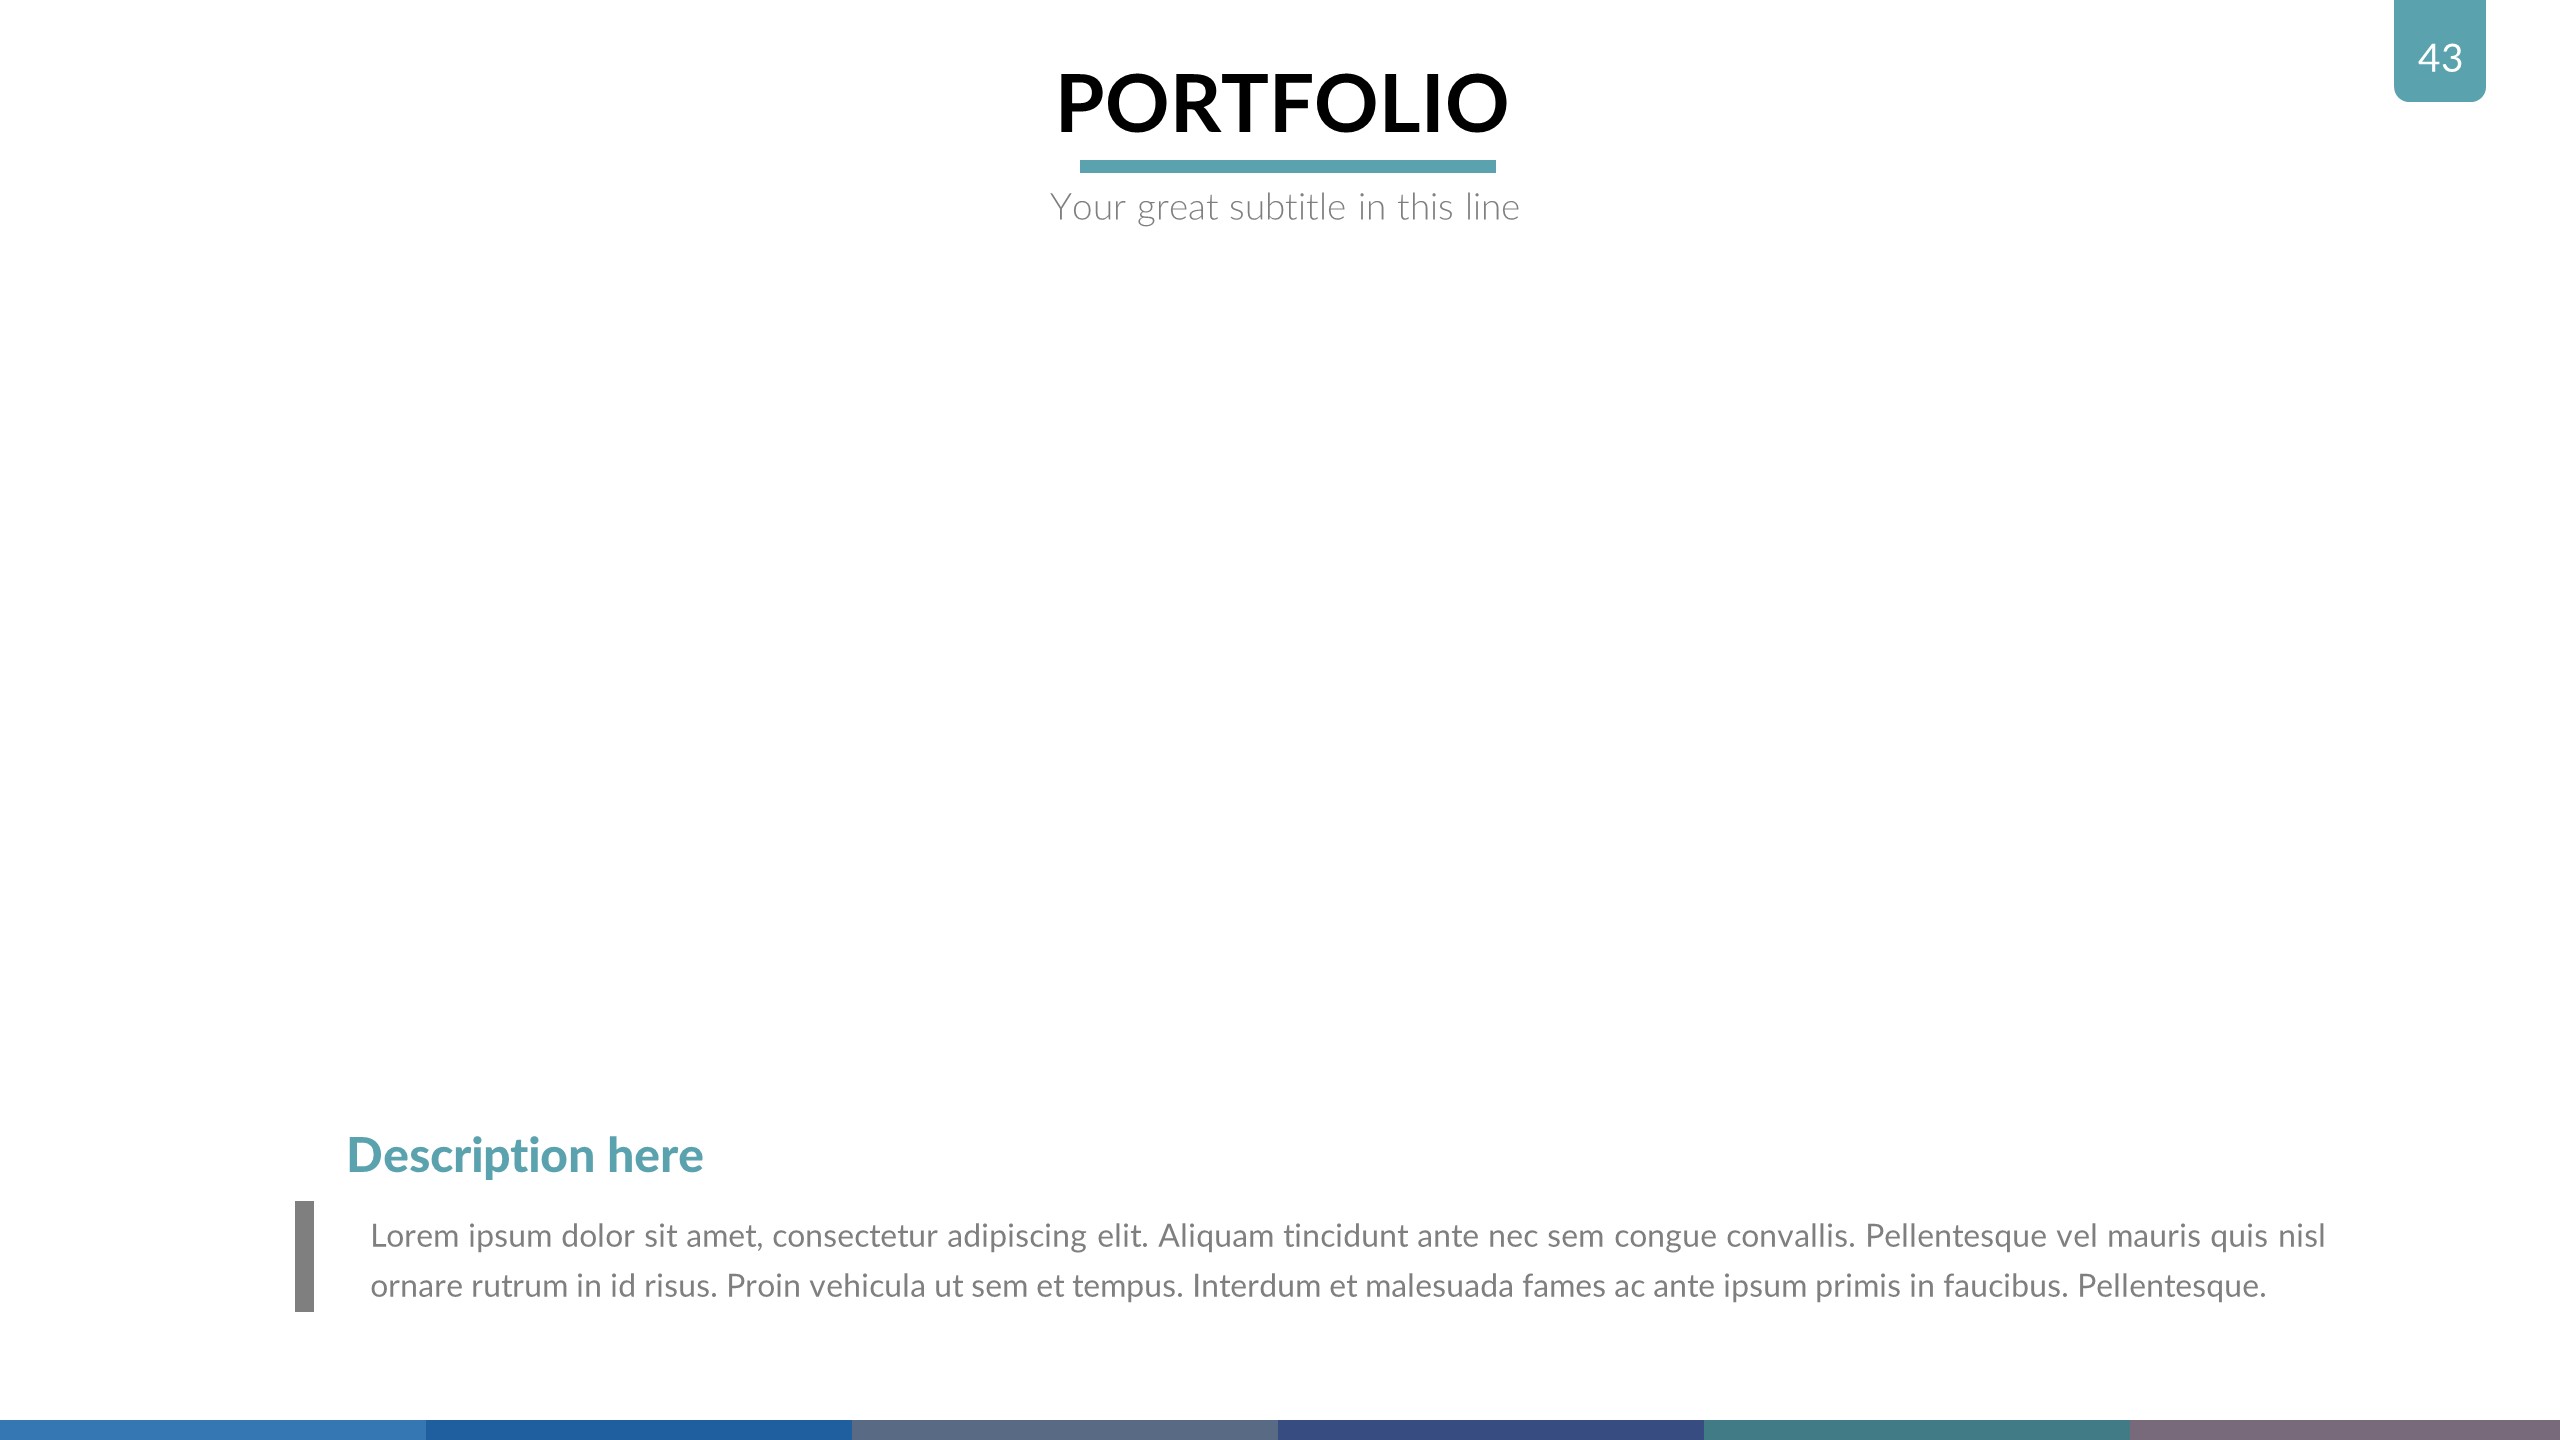 43
PORTFOLIO
Your great subtitle in this line
Description here
Lorem ipsum dolor sit amet, consectetur adipiscing elit. Aliquam tincidunt ante nec sem congue convallis. Pellentesque vel mauris quis nisl
ornare rutrum in id risus. Proin vehicula ut sem et tempus. Interdum et malesuada fames ac ante ipsum primis in faucibus. Pellentesque.